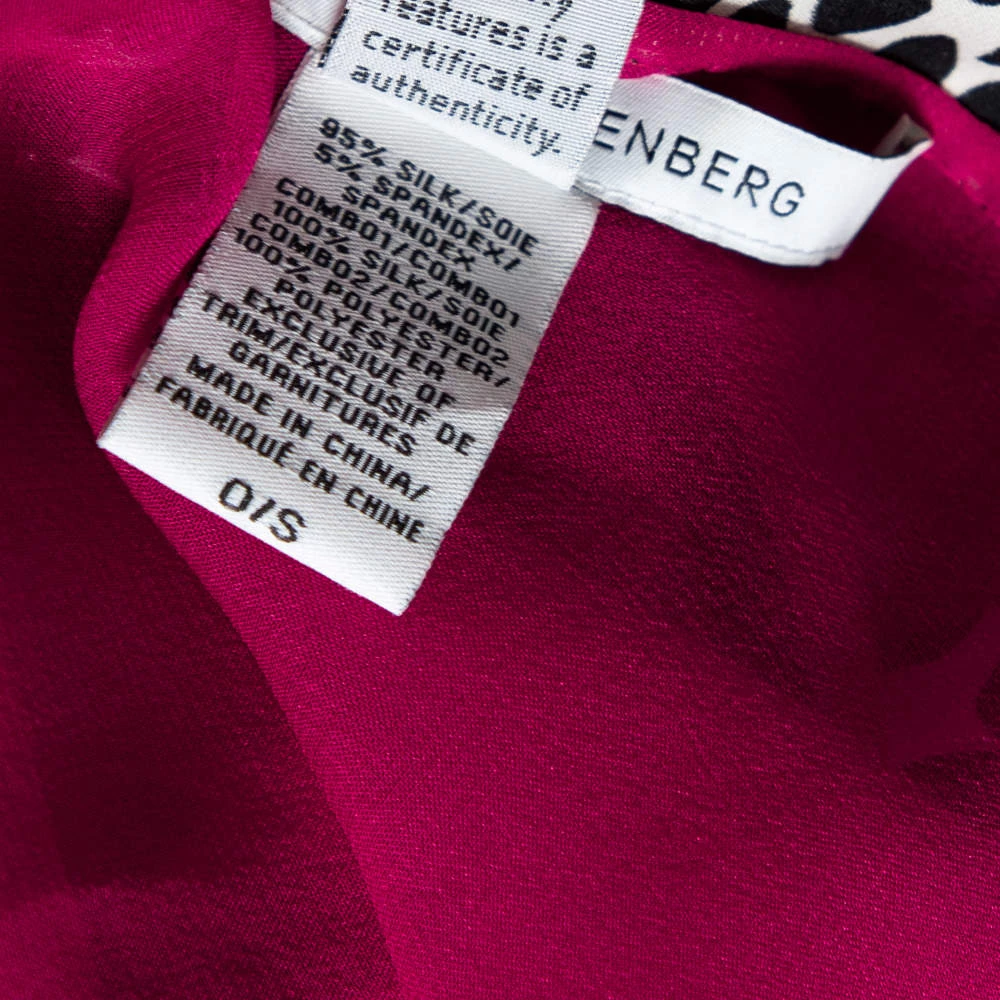 features is a
certificate of
authenticity.
ENBERG
95% SILK/SOIE
5% SPANDEX/
SPANDEX
COMBO1/COMBO1
100% SILK/SOIE
COMBO2/COMBO2
100% POLYESTER/
POLYESTER
EXCLUSIVE OF
TRIM/EXCLUSIF DE
GARNITURES
MADE IN CHINA/
FABRIQUÉ EN CHINE
O/S